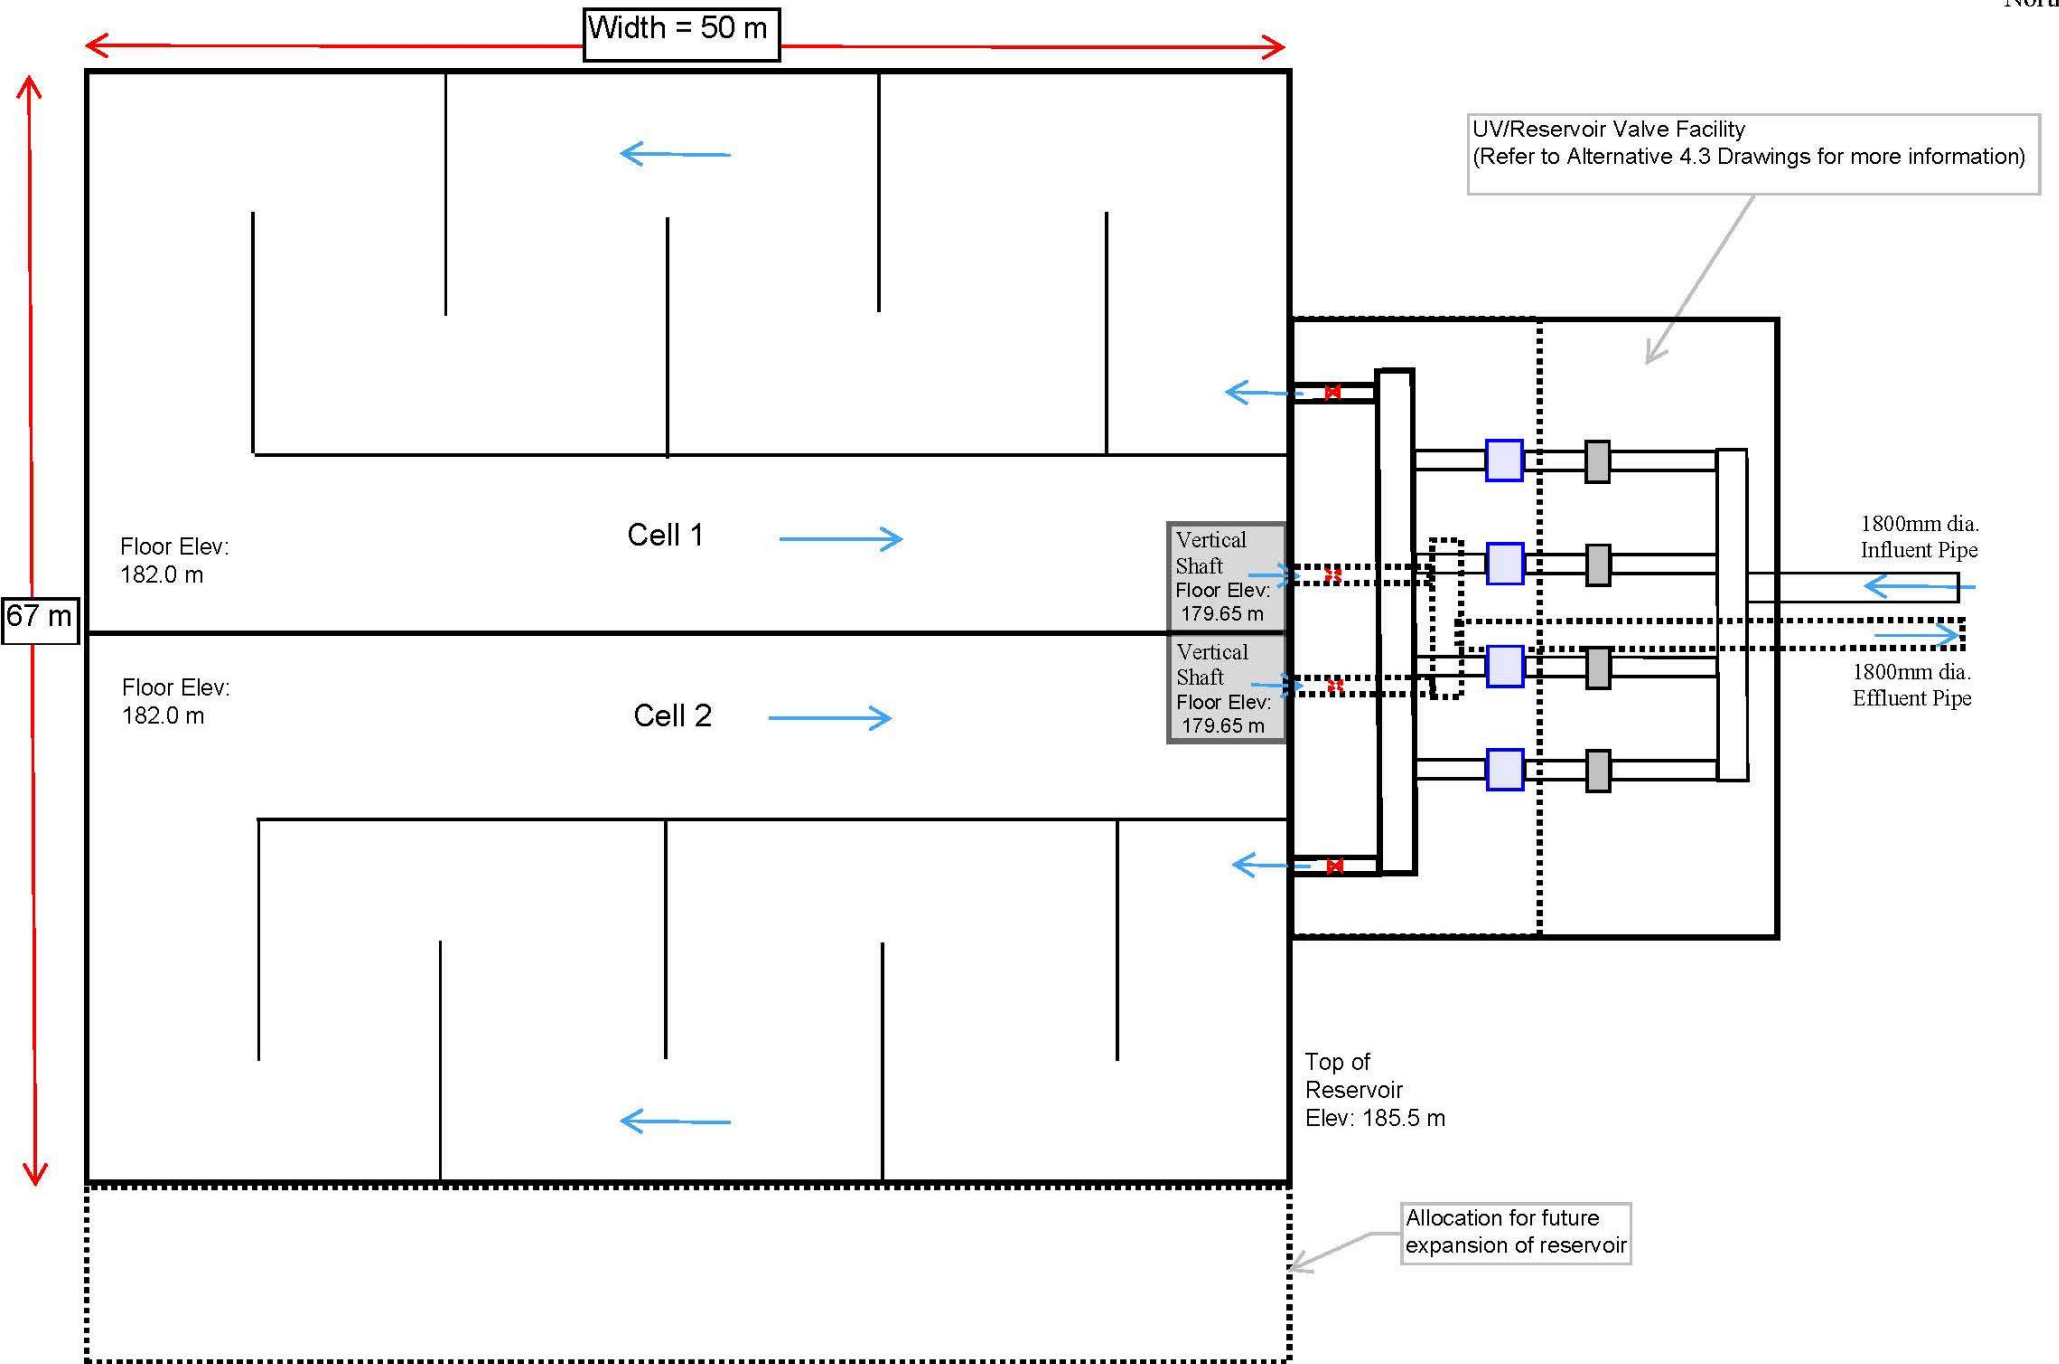 Width = 50 m
UV/Reservoir Valve Facility
(Refer to Alternative 4.3 Drawings for more information)
Cell 1
Floor Elev:
182.0 m
Vertical
Shaft
Floor Elev:
179.65 m
1800mm dia.
Influent Pipe
67 m
Floor Elev:
182.0 m
Cell 2
Vertical
Shaft
Floor Elev:
179.65 m
1800mm dia.
Effluent Pipe
Top of
Reservoir
Elev: 185.5 m
Allocation for future
expansion of reservoir